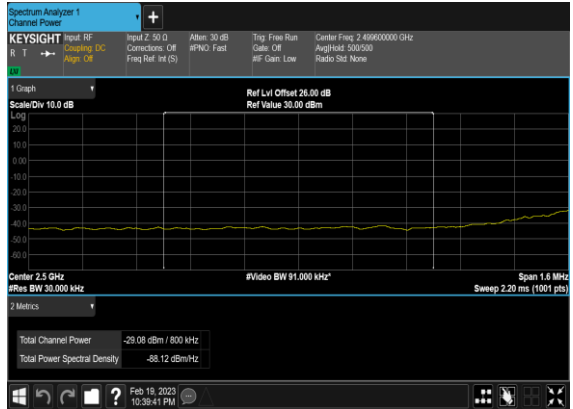 Spectrum Analyzer 1
Channel Power
+
KEYSIGHT Input: RF Input Z: 50 Ω Atten: 30 dB Trig: Free Run Center Freq: 2.499600000 GHz
R T Coupling: DC Corrections: Off #PNO: Fast Gate: Off Avg|Hold: 500/500
Align: Off Freq Ref: Int (S) #IF Gain: Low Radio Std: None
1 Graph
Ref Lvl Offset 26.00 dB
Scale/Div 10.0 dB Ref Value 30.00 dBm
Log
20.0
10.0
0.00
-10.0
-20.0
-30.0
-40.0
-50.0
-60.0
Center 2.5 GHz #Video BW 91.000 kHz* Span 1.6 MHz
#Res BW 30.000 kHz Sweep 2.20 ms (1001 pts)
2 Metrics
Total Channel Power -29.08 dBm / 800 kHz
Total Power Spectral Density -88.12 dBm/Hz
? Feb 19, 2023
10:39:41 PM